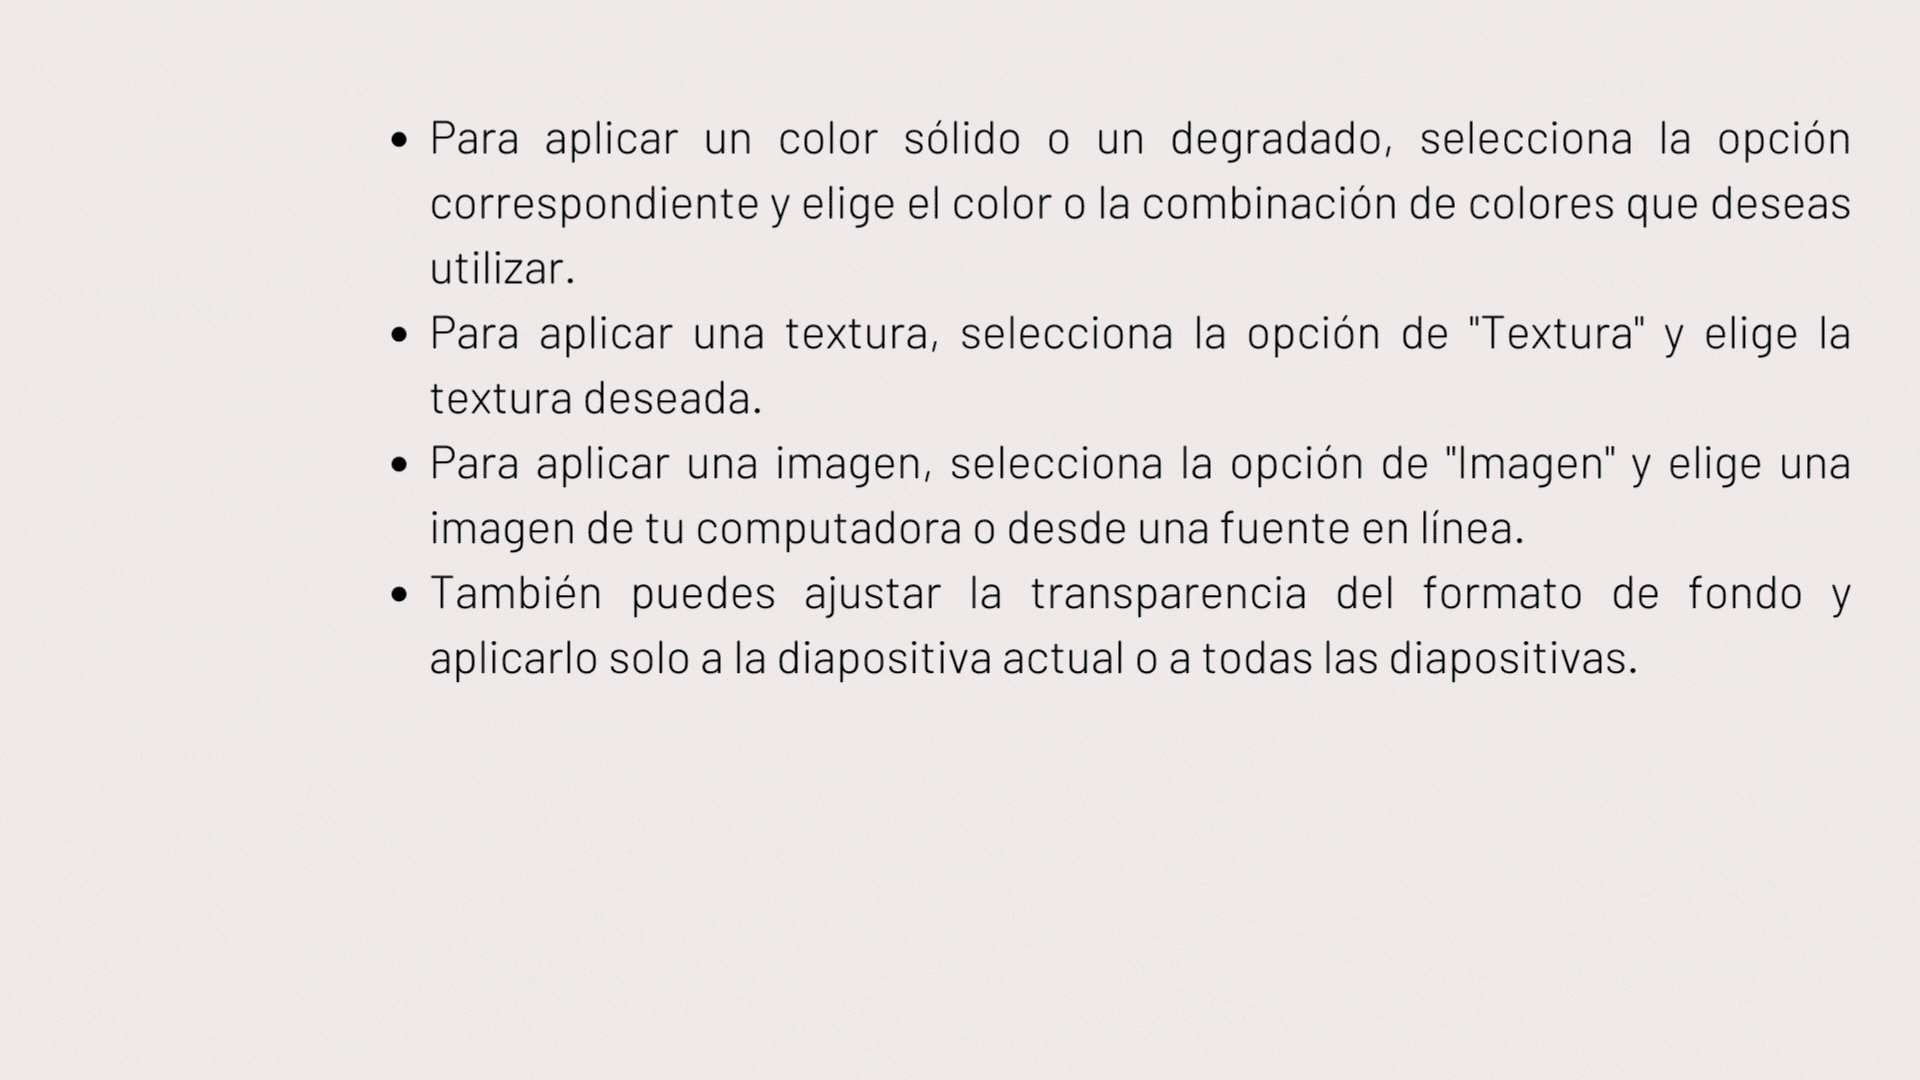 • Para aplicar un color sólido o un degradado, selecciona la opción
correspondiente y elige el color o la combinación de colores que deseas
utilizar.
• Para aplicar una textura, selecciona la opción de "Textura" y elige la
textura deseada.
• Para aplicar una imagen, selecciona la opción de "Imagen" y elige una
imagen de tu computadora o desde una fuente en línea.
• También puedes ajustar la transparencia del formato de fondo y
aplicarlo solo a la diapositiva actual o a todas las diapositivas.